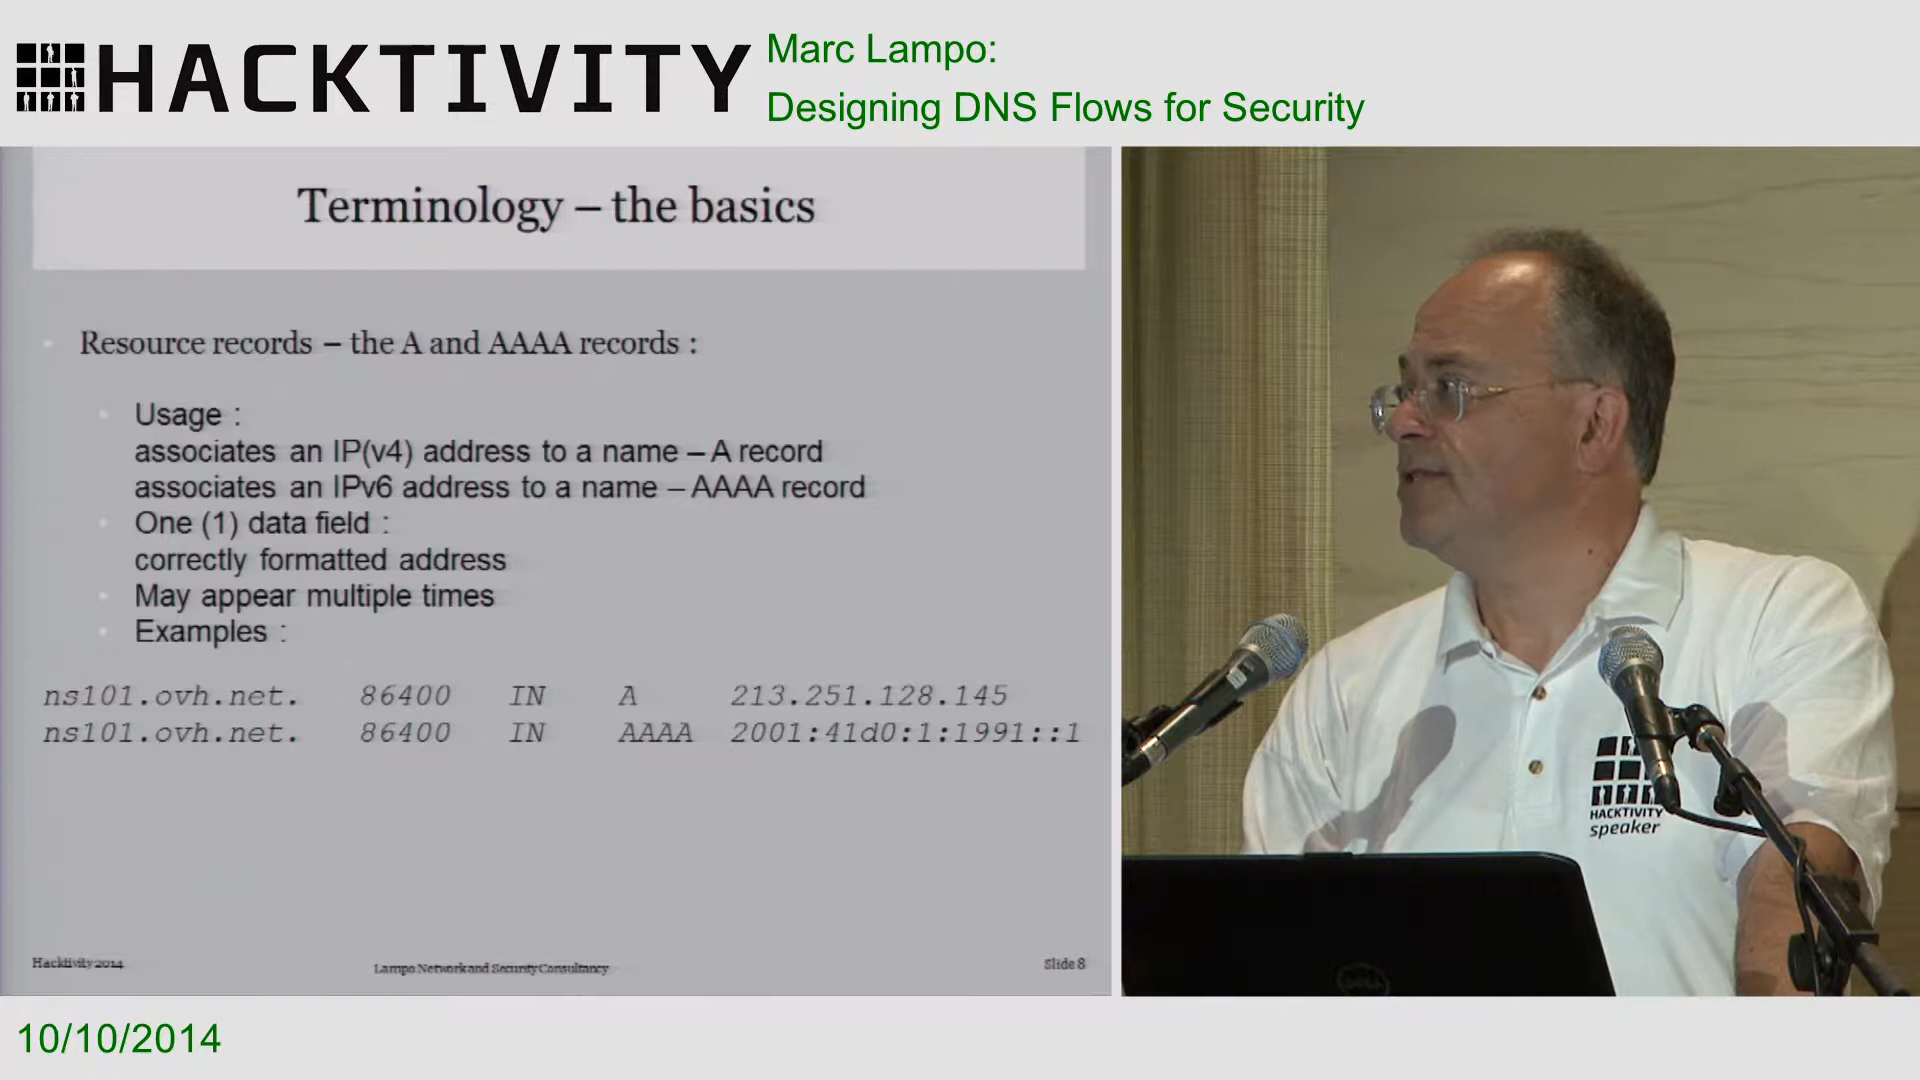 HACKTIVITY
Marc Lampo:
Designing DNS Flows for Security
Terminology – the basics
Resource records – the A and AAAA records :
Usage :
associates an IP(v4) address to a name – A record
associates an IPv6 address to a name – AAAA record
One (1) data field :
correctly formatted address
May appear multiple times
Examples :
ns101.ovh.net. 86400 IN A 213.251.128.145
ns101.ovh.net. 86400 IN AAAA 2001:41d0:1:1991::1
Hacktivity 2014
Lampo Network and Security Consultancy
Slide 8
HACKTIVITY
speaker
DELL
10/10/2014